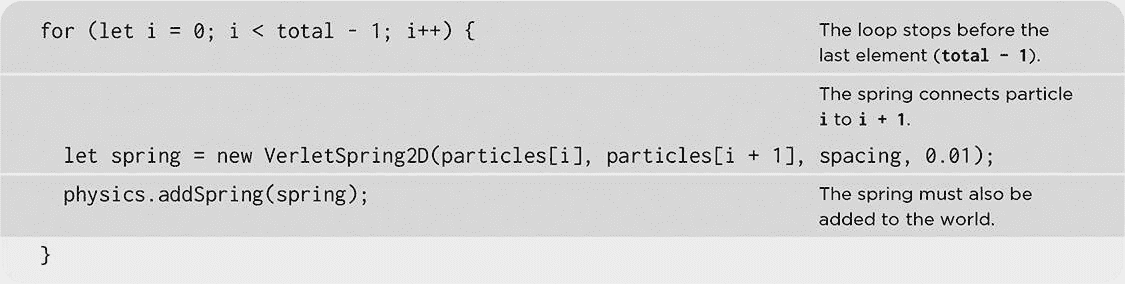 for (let i = 0; i < total - 1; i++) {
The loop stops before the
last element (total - 1).
The spring connects particle
i to i + 1.
let spring = new VerletSpring2D(particles[i], particles[i + 1], spacing, 0.01);
physics.addSpring(spring);
The spring must also be
added to the world.
}